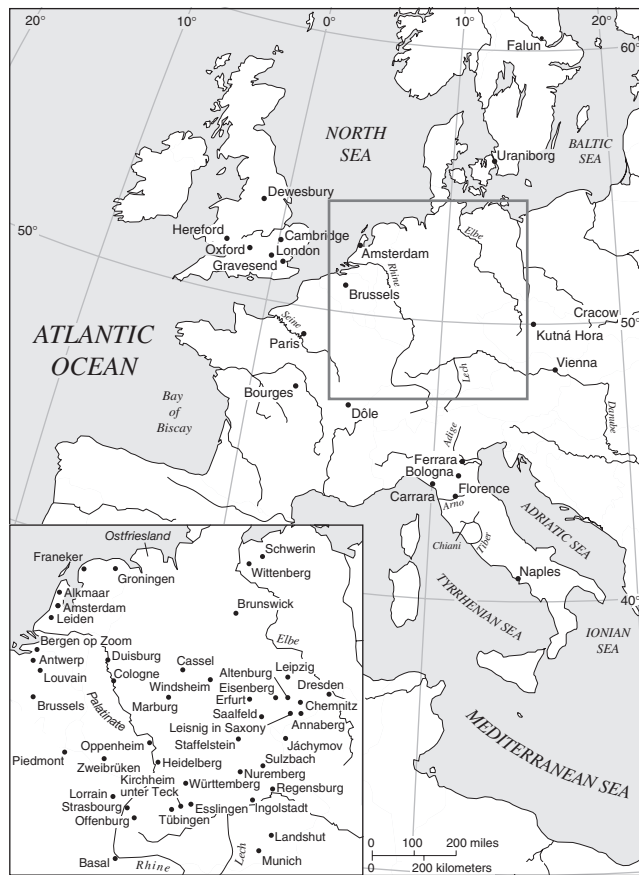 20°
10°
0°
10°
20°
60°
Falun
NORTH
SEA
BALTIC
SEA
Uraniborg
Dewesbury
50°
Hereford
Cambridge
Oxford
London
Gravesend
Amsterdam
Elbe
Rhine
Brussels
Seine
Paris
50°
Cracow
Kutná Hora
ATLANTIC
OCEAN
Lech
Vienna
Bay
of
Biscay
Bourges
Dôle
Danube
Adige
Ferrara
Bologna
Florence
Carrara
Arno
ADRIATIC SEA
Chiani
Tiber
Naples
TYRRHENIAN SEA
40°
IONIAN
SEA
MEDITERRANEAN SEA
0 100 200 miles
0 200 kilometers
Ostfriesland
Schwerin
Franeker
Groningen
Wittenberg
Alkmaar
Amsterdam
Leiden
Brunswick
Elbe
Bergen op Zoom
Antwerp
Duisburg
Louvain
Cologne
Cassel
Leipzig
Altenburg
Dresden
Windsheim
Eisenberg
Brussels
Palatinate
Marburg
Erfurt
Chemnitz
Saalfeld
Annaberg
Leisnig in Saxony
Oppenheim
Staffelstein
Jáchymov
Piedmont
Heidelberg
Sulzbach
Zweibrücken
Nuremberg
Kirchheim
unter Teck
Württemberg
Regensburg
Lorrain
Strasbourg
Esslingen
Ingolstadt
Offenburg
Tübingen
Landshut
Lech
Munich
Basal
Rhine